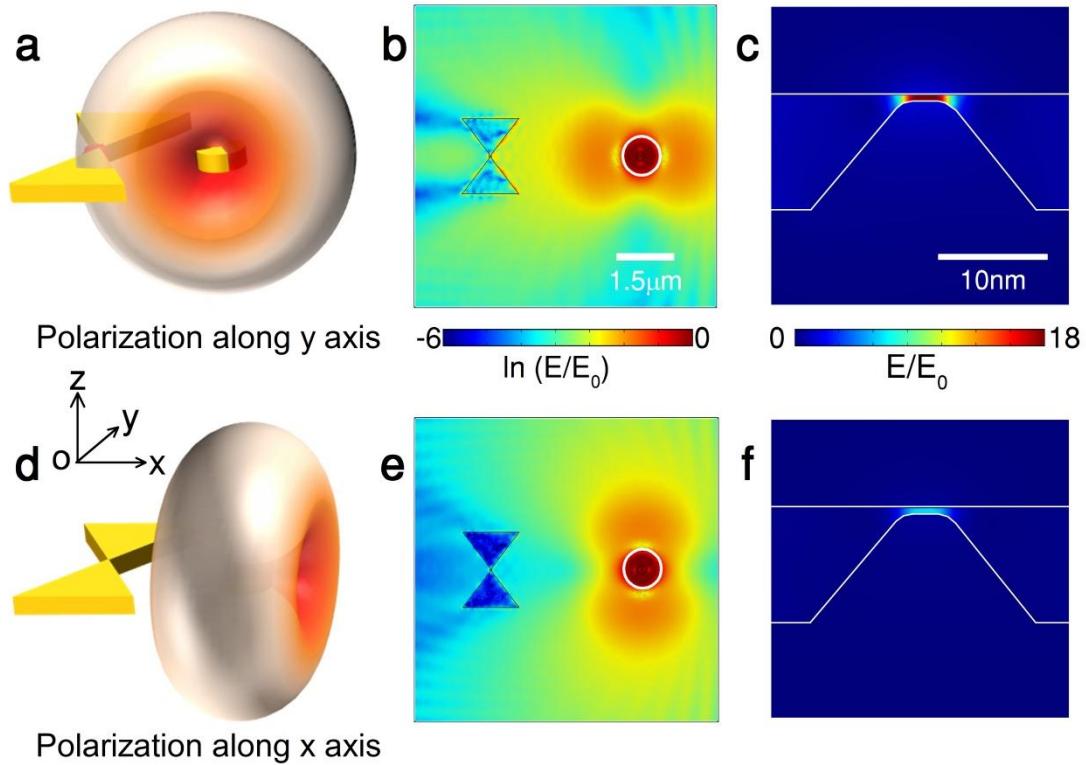 a
b
c
1.5μm
10nm
Polarization along y axis
-6 0
ln (E/E₀)
0 18
E/E₀
z
y
o x
d
e
f
Polarization along x axis